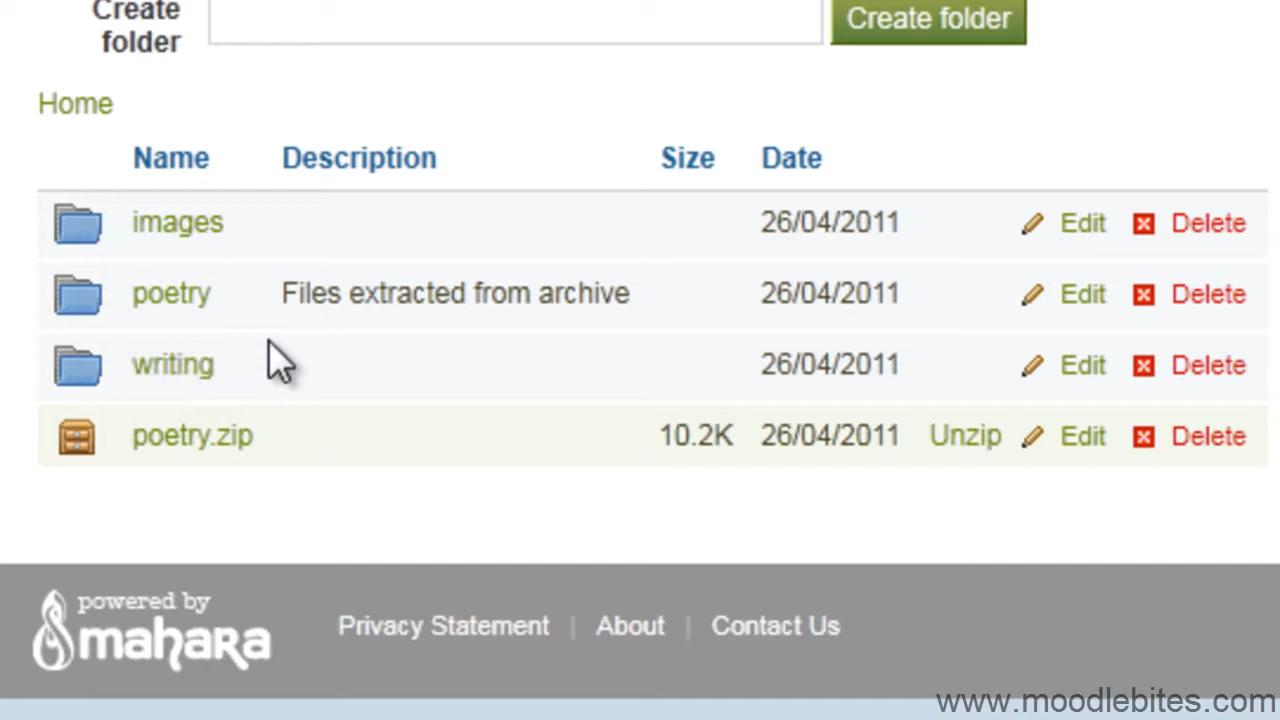 Create
folder
Create folder
Home
Name Description Size Date
images 26/04/2011 Edit Delete
poetry Files extracted from archive 26/04/2011 Edit Delete
writing 26/04/2011 Edit Delete
poetry.zip 10.2K 26/04/2011 Unzip Edit Delete
powered by
mahara
Privacy Statement | About | Contact Us
www.moodlebites.com